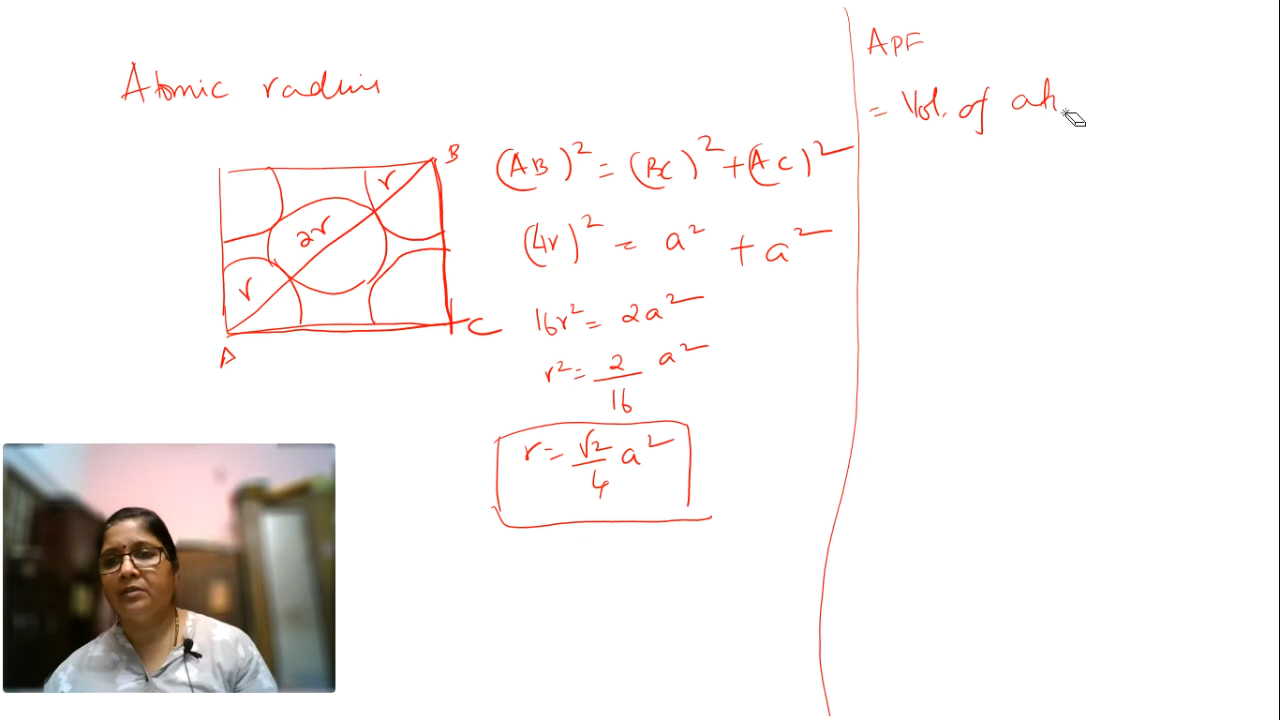 Atomic radius
B
r
2r
r
A
C
(AB)² = (BC)² + (AC)²
(4r)² = a² + a²
16r² = 2a²
r² = 2/16 a²
r = √2/4 a²
APF
= Vol. of at